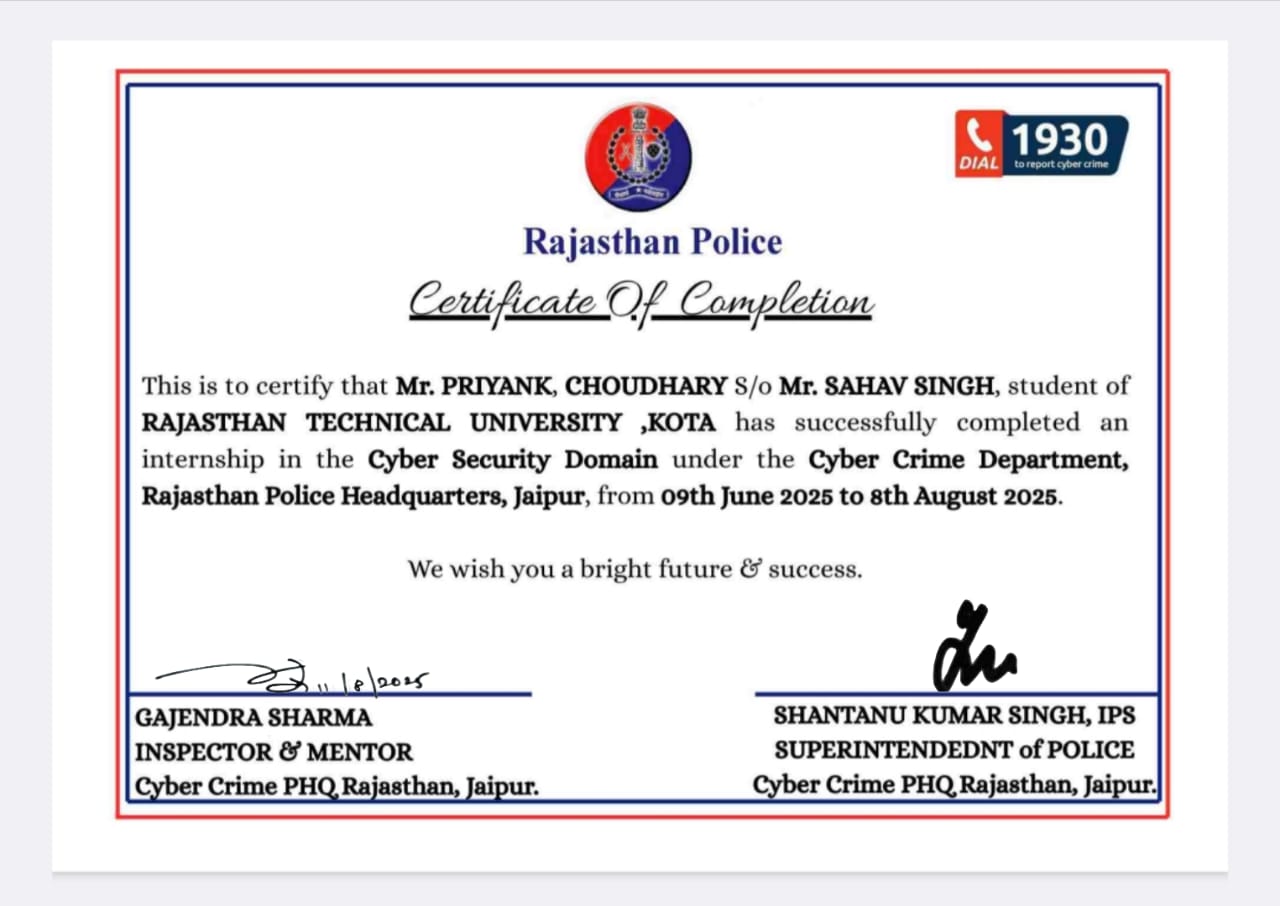 DIAL 1930
to report cyber crime
Rajasthan Police
Certificate Of Completion
This is to certify that Mr. PRIYANK, CHOUDHARY S/o Mr. SAHAV SINGH, student of
RAJASTHAN TECHNICAL UNIVERSITY ,KOTA has successfully completed an
internship in the Cyber Security Domain under the Cyber Crime Department,
Rajasthan Police Headquarters, Jaipur, from 09th June 2025 to 8th August 2025.
We wish you a bright future & success.
11/8/2025
GAJENDRA SHARMA
INSPECTOR & MENTOR
Cyber Crime PHQ Rajasthan, Jaipur.
SHANTANU KUMAR SINGH, IPS
SUPERINTENDEDNT of POLICE
Cyber Crime PHQ Rajasthan, Jaipur.